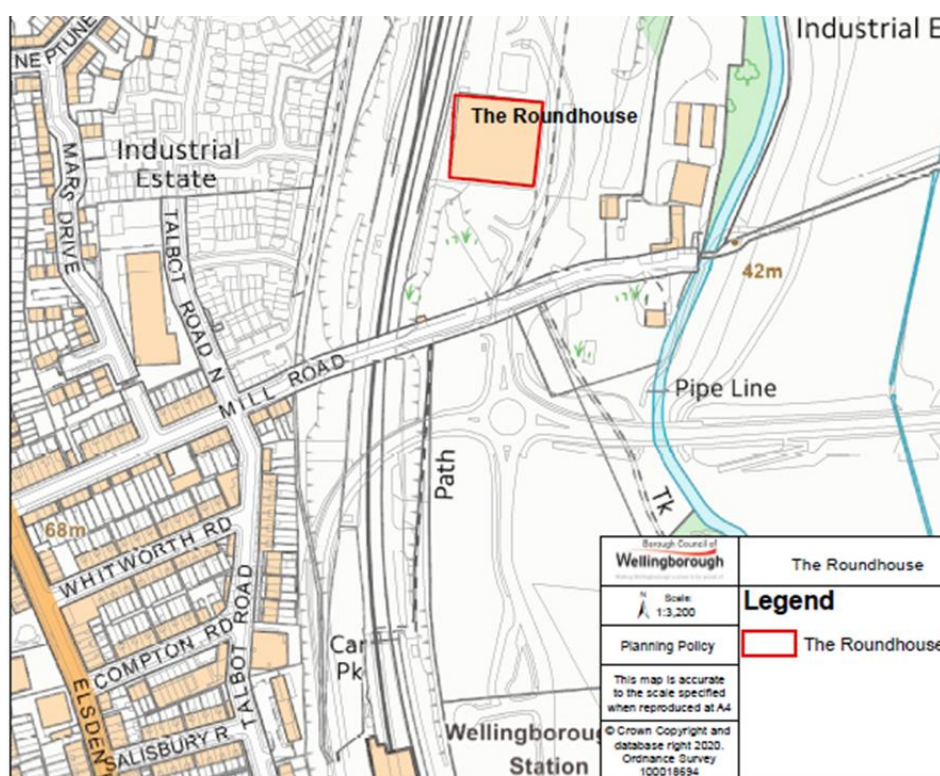 NEPTUNE
MARS DRIVE
Industrial
Estate
TALBOT ROAD N
The Roundhouse
Industrial E
42m
MILL ROAD
Pipe Line
Path
Tk
68m
WHITWORTH RD
COMPTON RD
TALBOT ROAD
ELSDEN
SALISBURY R
Car
Pk
Wellingborou
Station
Borough Council of
Wellingborough
The Roundhouse
N
Scale:
1:3,200
Legend
Planning Policy
The Roundhouse
This map is accurate
to the scale specified
when reproduced at A4
© Crown Copyright and
database right 2020.
Ordnance Survey
100018694